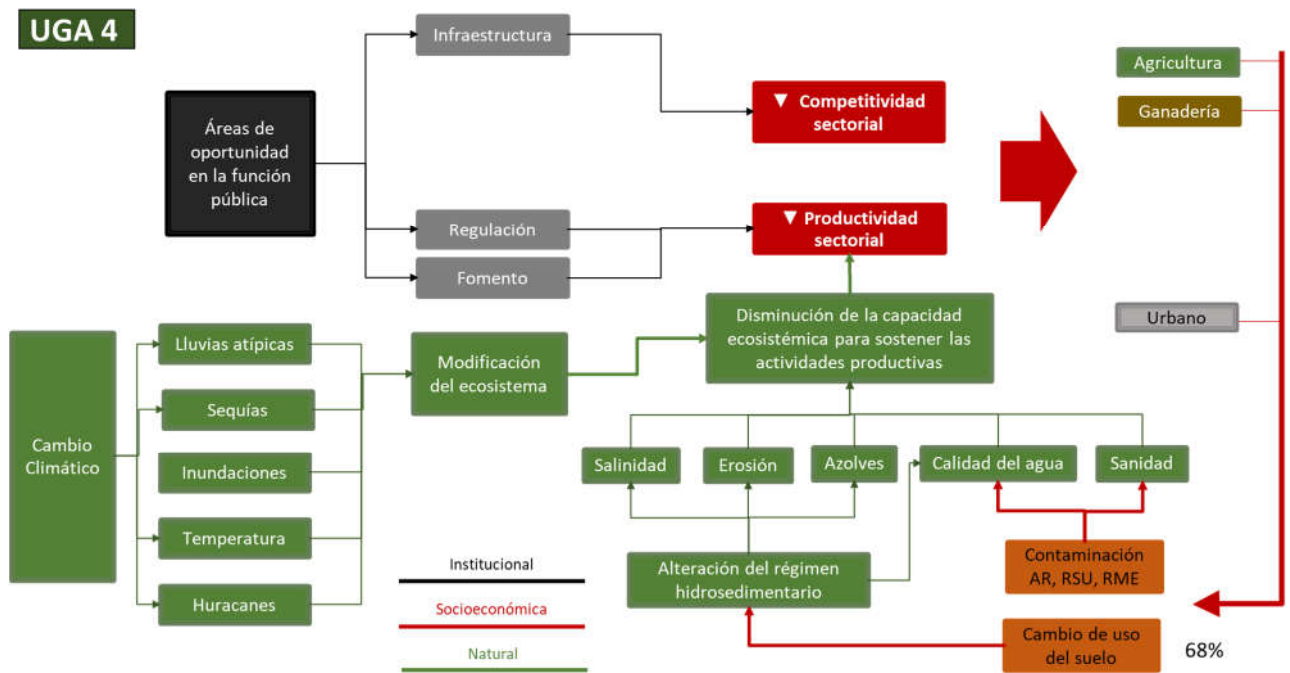 UGA 4
Infraestructura
Agricultura
▼ Competitividad
sectorial
Ganadería
Áreas de
oportunidad
en la función
pública
Regulación
▼ Productividad
sectorial
Fomento
Urbano
Disminución de la capacidad
ecosistémica para sostener las
actividades productivas
Lluvias atípicas
Modificación
del ecosistema
Sequías
Cambio
Climático
Inundaciones
Salinidad
Erosión
Azolves
Calidad del agua
Sanidad
Temperatura
Institucional
Alteración del régimen
hidrosedimentario
Contaminación
AR, RSU, RME
Huracanes
Socioeconómica
Cambio de uso
del suelo
68%
Natural